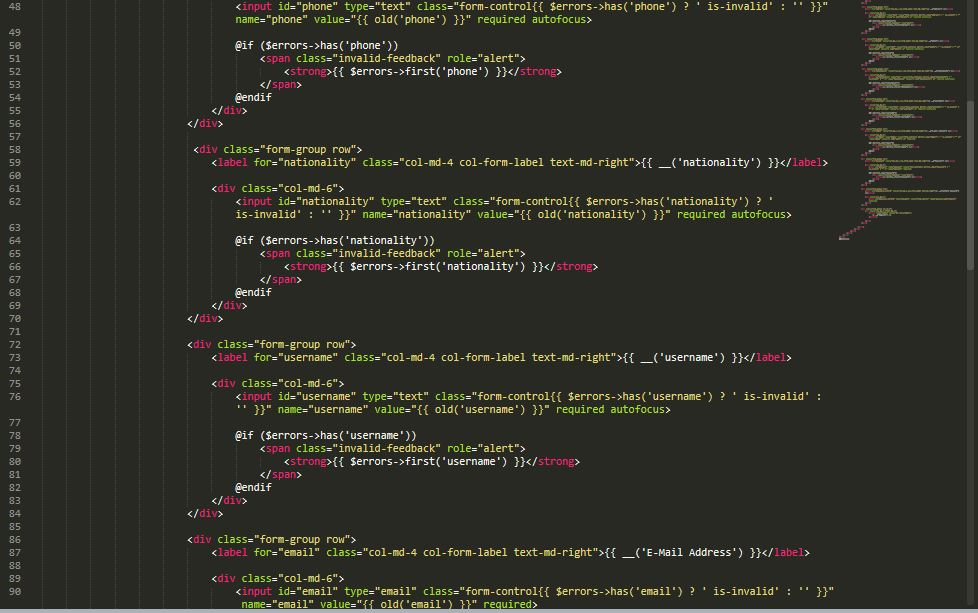 48 <input id="phone" type="text" class="form-control{{ $errors->has('phone') ? ' is-invalid' : '' }}"
name="phone" value="{{ old('phone') }}" required autofocus>
49
50 @if ($errors->has('phone'))
51 <span class="invalid-feedback" role="alert">
52 <strong>{{ $errors->first('phone') }}</strong>
53 </span>
54 @endif
55 </div>
56 </div>
57
58 <div class="form-group row">
59 <label for="nationality" class="col-md-4 col-form-label text-md-right">{{ __('nationality') }}</label>
60
61 <div class="col-md-6">
62 <input id="nationality" type="text" class="form-control{{ $errors->has('nationality') ? '
is-invalid' : '' }}" name="nationality" value="{{ old('nationality') }}" required autofocus>
63
64 @if ($errors->has('nationality'))
65 <span class="invalid-feedback" role="alert">
66 <strong>{{ $errors->first('nationality') }}</strong>
67 </span>
68 @endif
69 </div>
70 </div>
71
72 <div class="form-group row">
73 <label for="username" class="col-md-4 col-form-label text-md-right">{{ __('username') }}</label>
74
75 <div class="col-md-6">
76 <input id="username" type="text" class="form-control{{ $errors->has('username') ? ' is-invalid' :
'' }}" name="username" value="{{ old('username') }}" required autofocus>
77
78 @if ($errors->has('username'))
79 <span class="invalid-feedback" role="alert">
80 <strong>{{ $errors->first('username') }}</strong>
81 </span>
82 @endif
83 </div>
84 </div>
85
86 <div class="form-group row">
87 <label for="email" class="col-md-4 col-form-label text-md-right">{{ __('E-Mail Address') }}</label>
88
89 <div class="col-md-6">
90 <input id="email" type="email" class="form-control{{ $errors->has('email') ? ' is-invalid' : '' }}"
name="email" value="{{ old('email') }}" required>